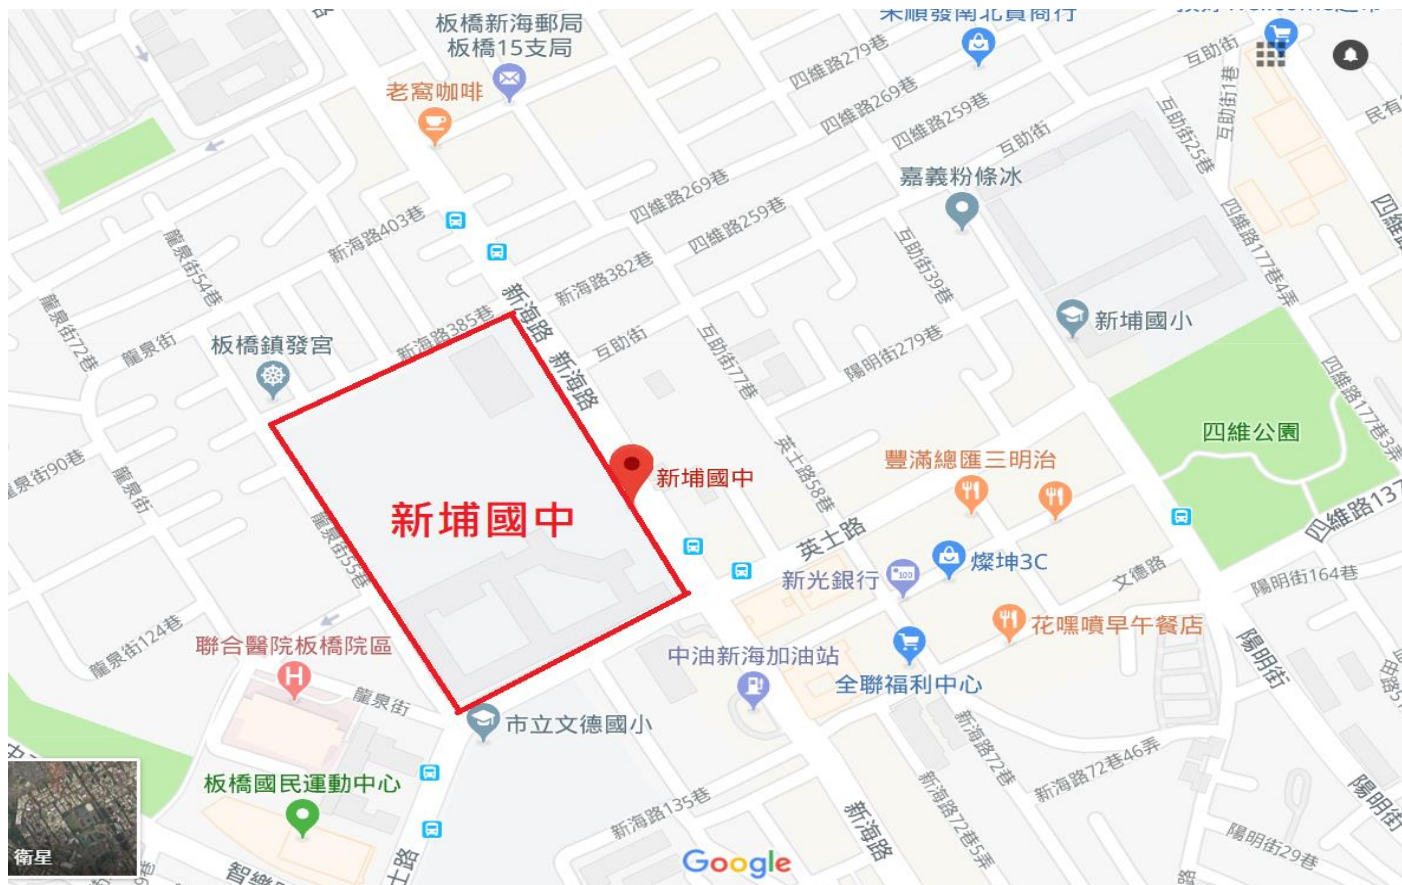 板橋新海郵局
板橋15支局
老窩咖啡
四維路279巷
四維路269巷
四維路259巷
互助街
互助街
互助街1巷
互助街25巷
嘉義粉條冰
四維路269巷
四維路259巷
新海路403巷
龍泉街54巷
互助街39巷
四維路177巷4弄
新海路382巷
新海路
新海路385巷
龍泉街72巷
龍泉街
板橋鎮發宮
互助街
新海路
互助街77巷
陽明街279巷
新埔國小
四維路177巷3弄
四維公園
豐滿總匯三明治
新埔國中
新埔國中
龍泉街90巷
龍泉街
龍泉街55巷
英士路58巷
英士路
四維路137
新光銀行
燦坤3C
文德路
陽明街164巷
龍泉街124巷
聯合醫院板橋院區
花嘿噴早午餐店
中油新海加油站
全聯福利中心
陽明街
龍泉街
市立文德國小
新海路72巷
新海路72巷46弄
板橋國民運動中心
新海路135巷
新海路
新海路72巷5弄
陽明街
陽明街29巷
衛星
Google